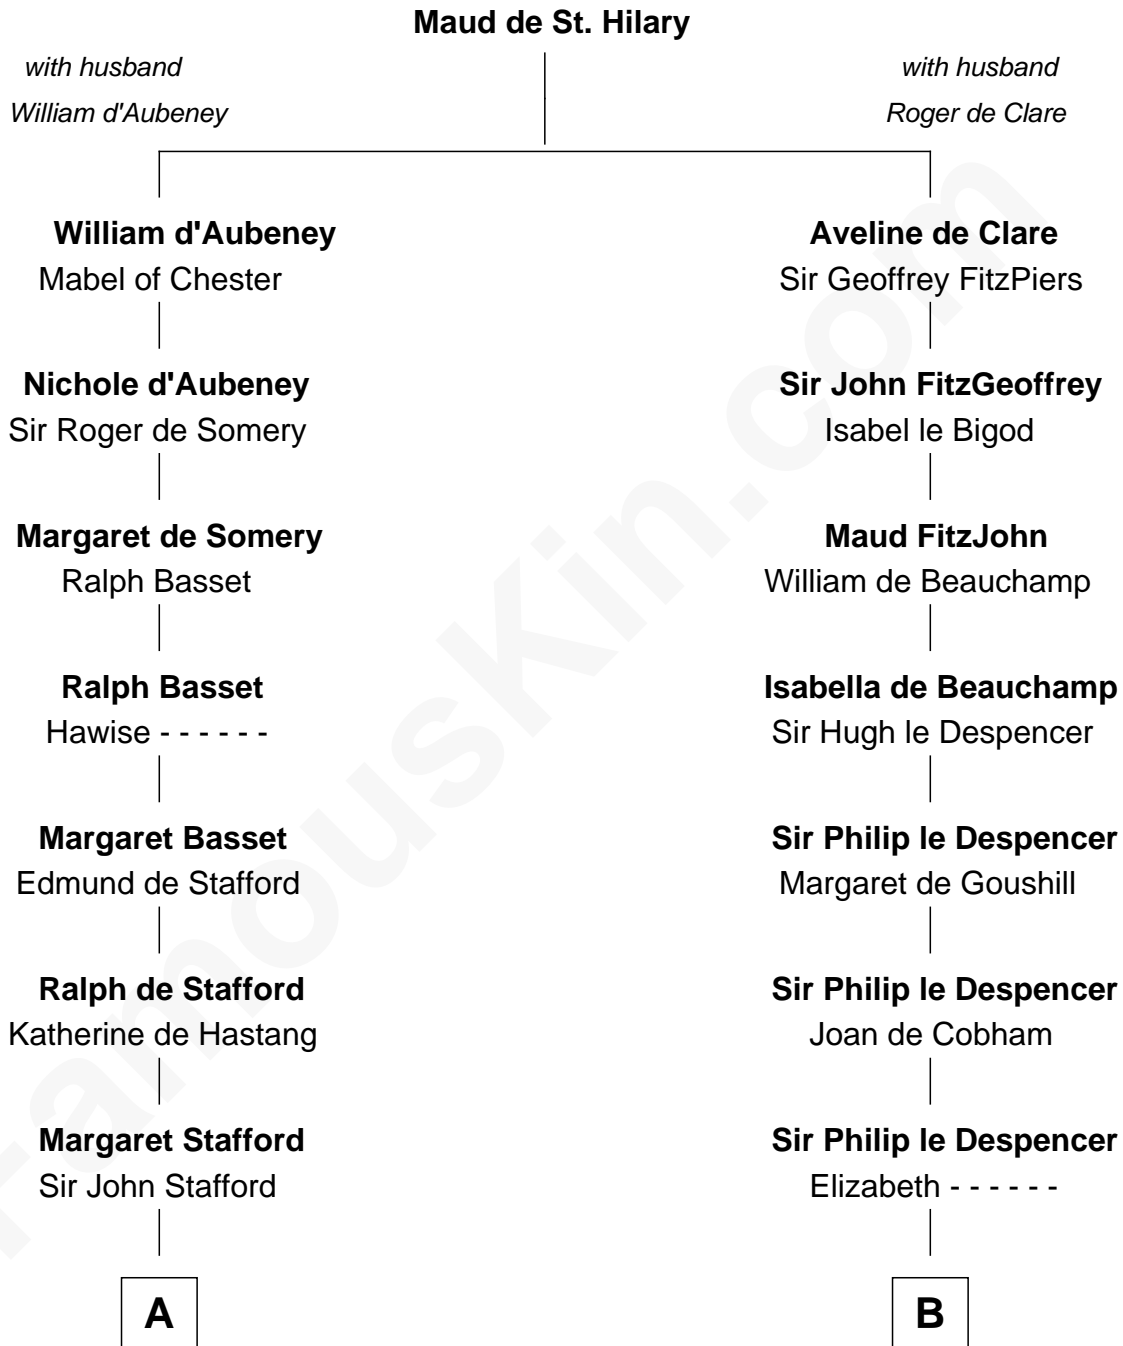 Maud de St. Hilary
with husband
William d'Aubeney
with husband
Roger de Clare
William d'Aubeney
Mabel of Chester
Nichole d'Aubeney
Sir Roger de Somery
Margaret de Somery
Ralph Basset
Ralph Basset
Hawise - - - - - -
Margaret Basset
Edmund de Stafford
Ralph de Stafford
Katherine de Hastang
Margaret Stafford
Sir John Stafford
A
Aveline de Clare
Sir Geoffrey FitzPiers
Sir John FitzGeoffrey
Isabel le Bigod
Maud FitzJohn
William de Beauchamp
Isabella de Beauchamp
Sir Hugh le Despencer
Sir Philip le Despencer
Margaret de Goushill
Sir Philip le Despencer
Joan de Cobham
Sir Philip le Despencer
Elizabeth - - - - - -
B
FamousKin.com